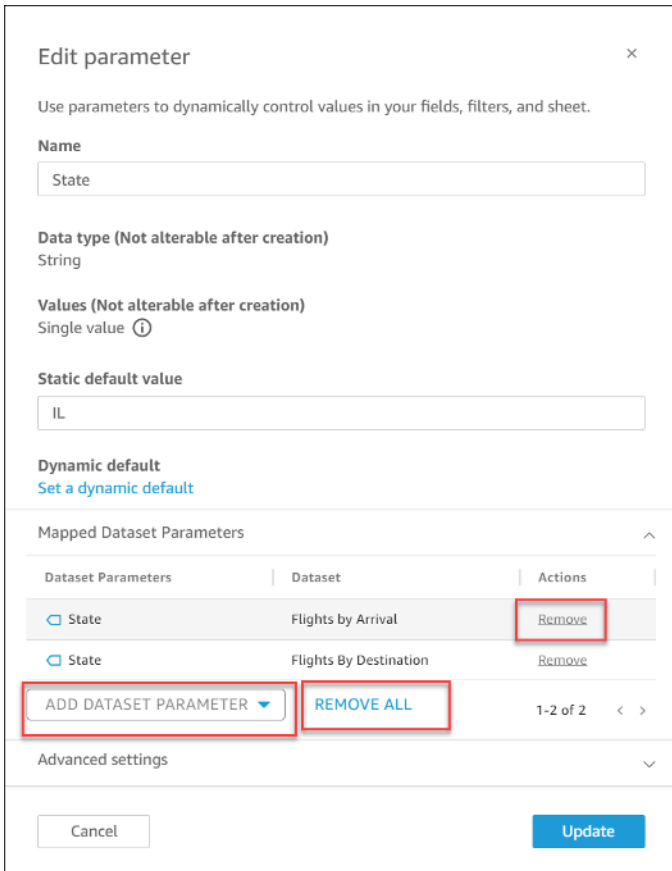 Edit parameter
Use parameters to dynamically control values in your fields, filters, and sheet.
Name
State
Data type (Not alterable after creation)
String
Values (Not alterable after creation)
Single value
Static default value
IL
Dynamic default
Set a dynamic default
Mapped Dataset Parameters
Dataset Parameters Dataset Actions
State Flights by Arrival Remove
State Flights By Destination Remove
ADD DATASET PARAMETER REMOVE ALL 1-2 of 2
Advanced settings
Cancel Update